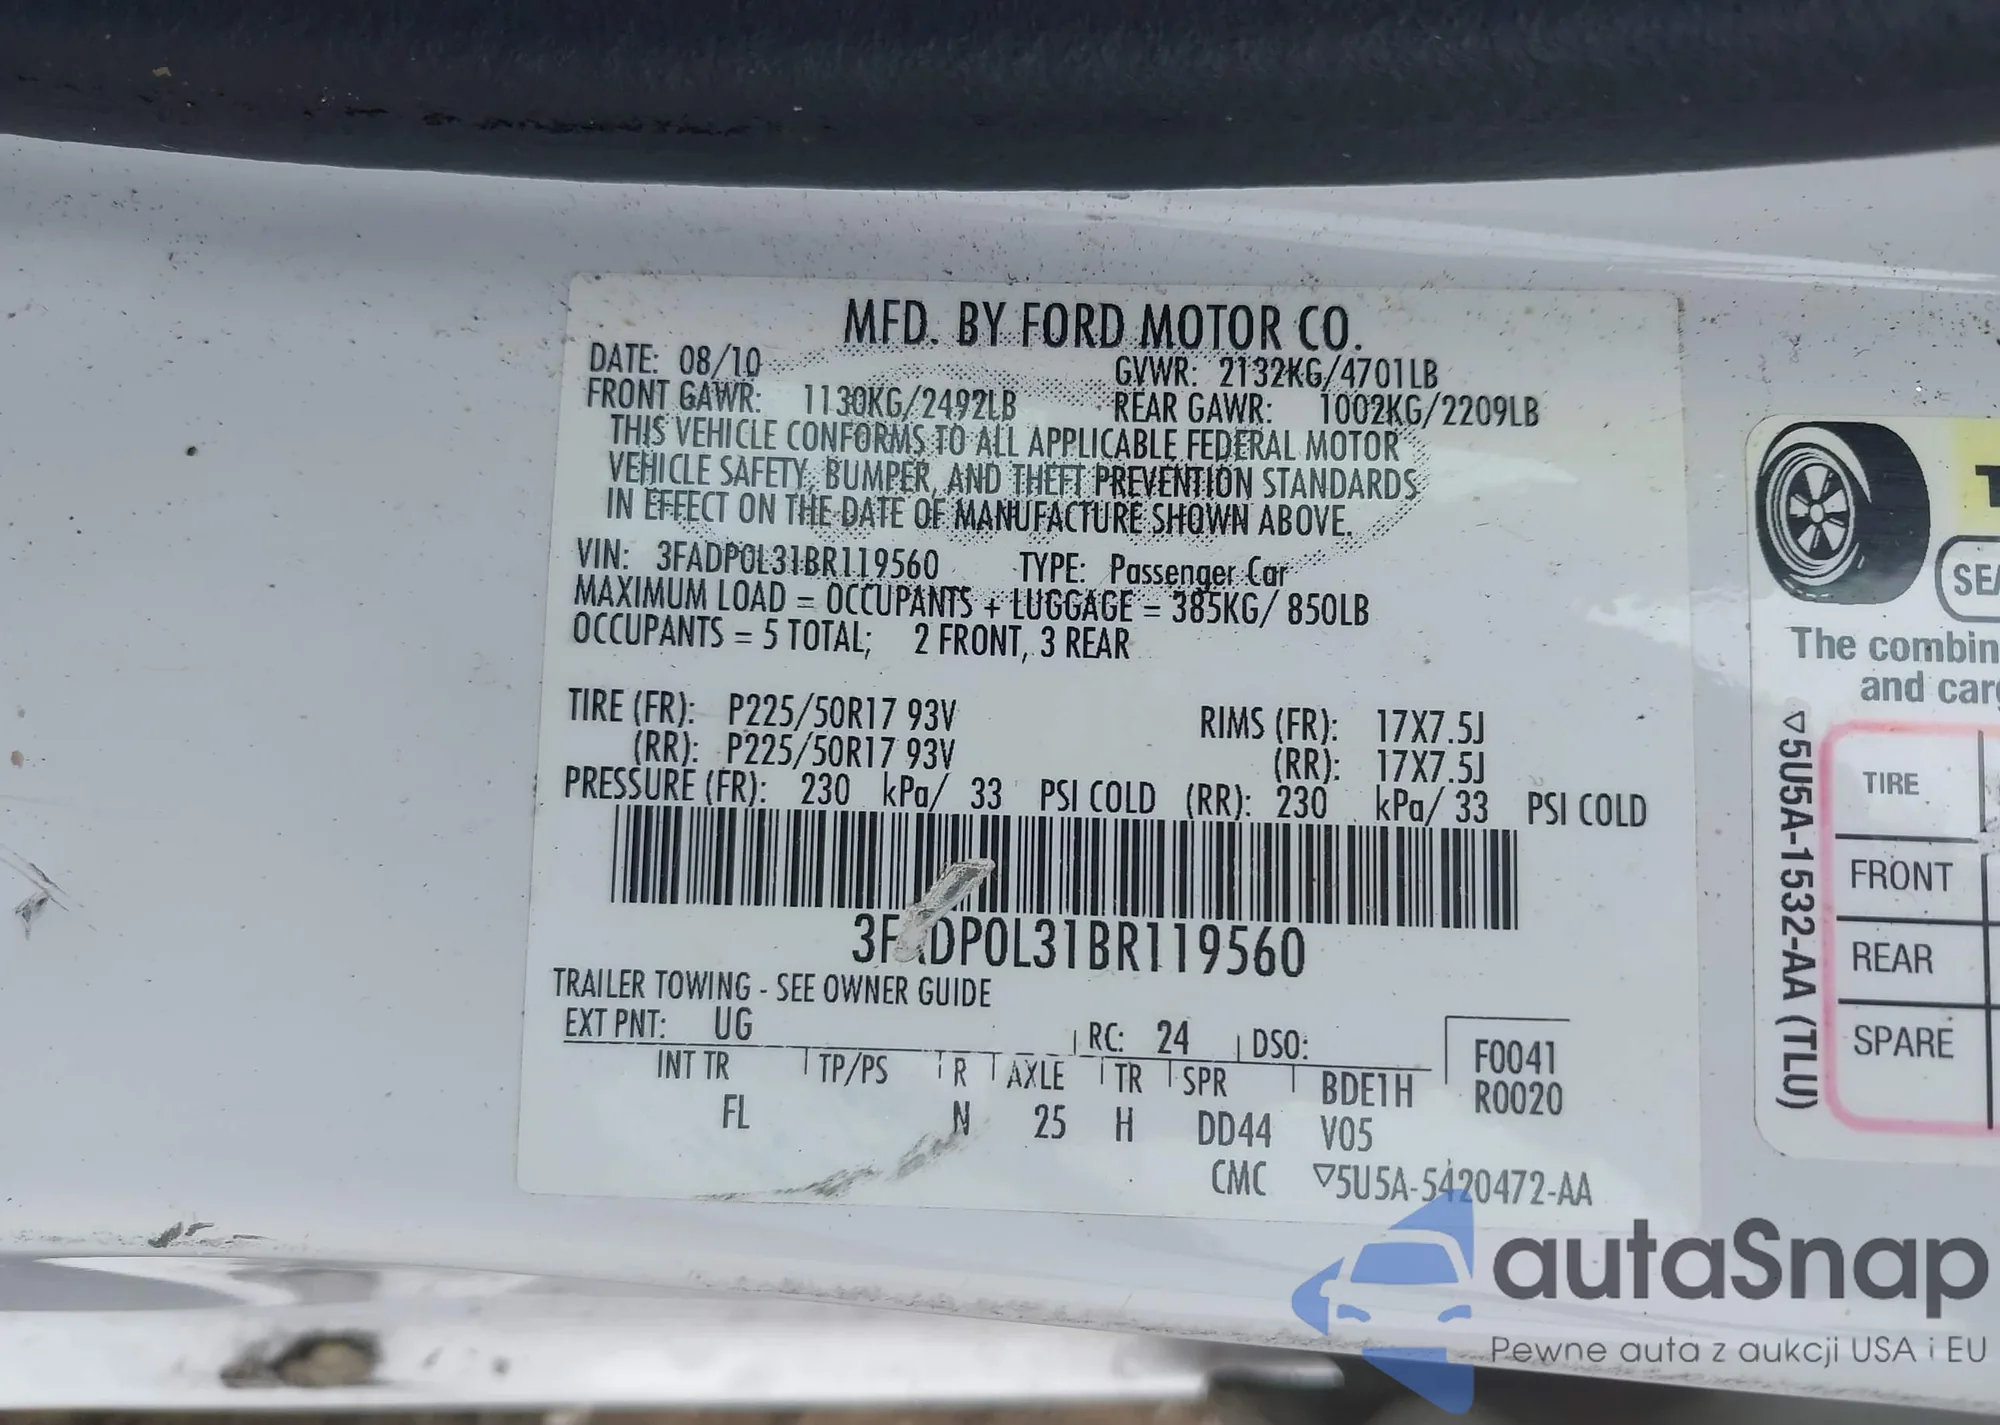 MFD. BY FORD MOTOR CO.
DATE: 08/10 GVWR: 2132KG/4701LB
FRONT GAWR: 1130KG/2492LB REAR GAWR: 1002KG/2209LB
THIS VEHICLE CONFORMS TO ALL APPLICABLE FEDERAL MOTOR
VEHICLE SAFETY, BUMPER, AND THEFT PREVENTION STANDARDS
IN EFFECT ON THE DATE OF MANUFACTURE SHOWN ABOVE.
VIN: 3FADP0L31BR119560 TYPE: Passenger Car
MAXIMUM LOAD = OCCUPANTS + LUGGAGE = 385KG/ 850LB
OCCUPANTS = 5 TOTAL; 2 FRONT, 3 REAR
TIRE (FR): P225/50R17 93V RIMS (FR): 17X7.5J
(RR): P225/50R17 93V (RR): 17X7.5J
PRESSURE (FR): 230 kPa/ 33 PSI COLD (RR): 230 kPa/ 33 PSI COLD
3FADP0L31BR119560
TRAILER TOWING - SEE OWNER GUIDE
EXT PNT: UG RC: 24 DSO: F0041
INT TR TP/PS R AXLE TR SPR BDE1H R0020
FL N 25 H DD44 V05
CMC ▽5U5A-5420472-AA
The combin
and car
▽5U5A-1532-AA (TLU)
TIRE
FRONT
REAR
SPARE
autaSnap
Pewne auta z aukcji USA i EU